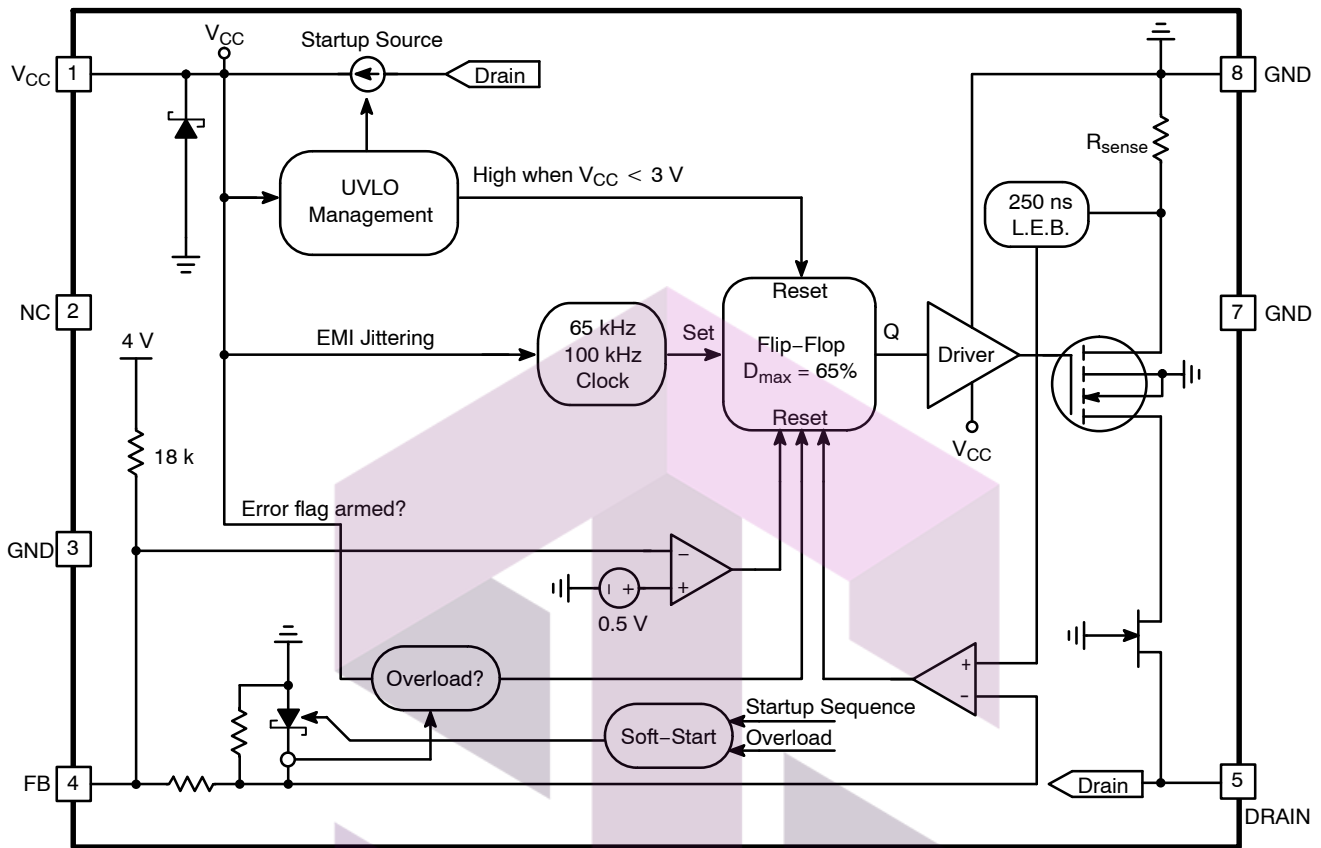 VCC
Startup Source
VCC
1
Drain
8
GND
Rsense
UVLO
Management
High when VCC < 3 V
250 ns
L.E.B.
NC
2
7
GND
Reset
4 V
EMI Jittering
65 kHz
100 kHz
Clock
Set
Flip–Flop
Dmax = 65%
Q
Driver
Reset
VCC
18 k
Error flag armed?
GND
3
−
+
− +
0.5 V
Overload?
+
−
Startup Sequence
Soft–Start
Overload
FB
4
Drain
5
DRAIN